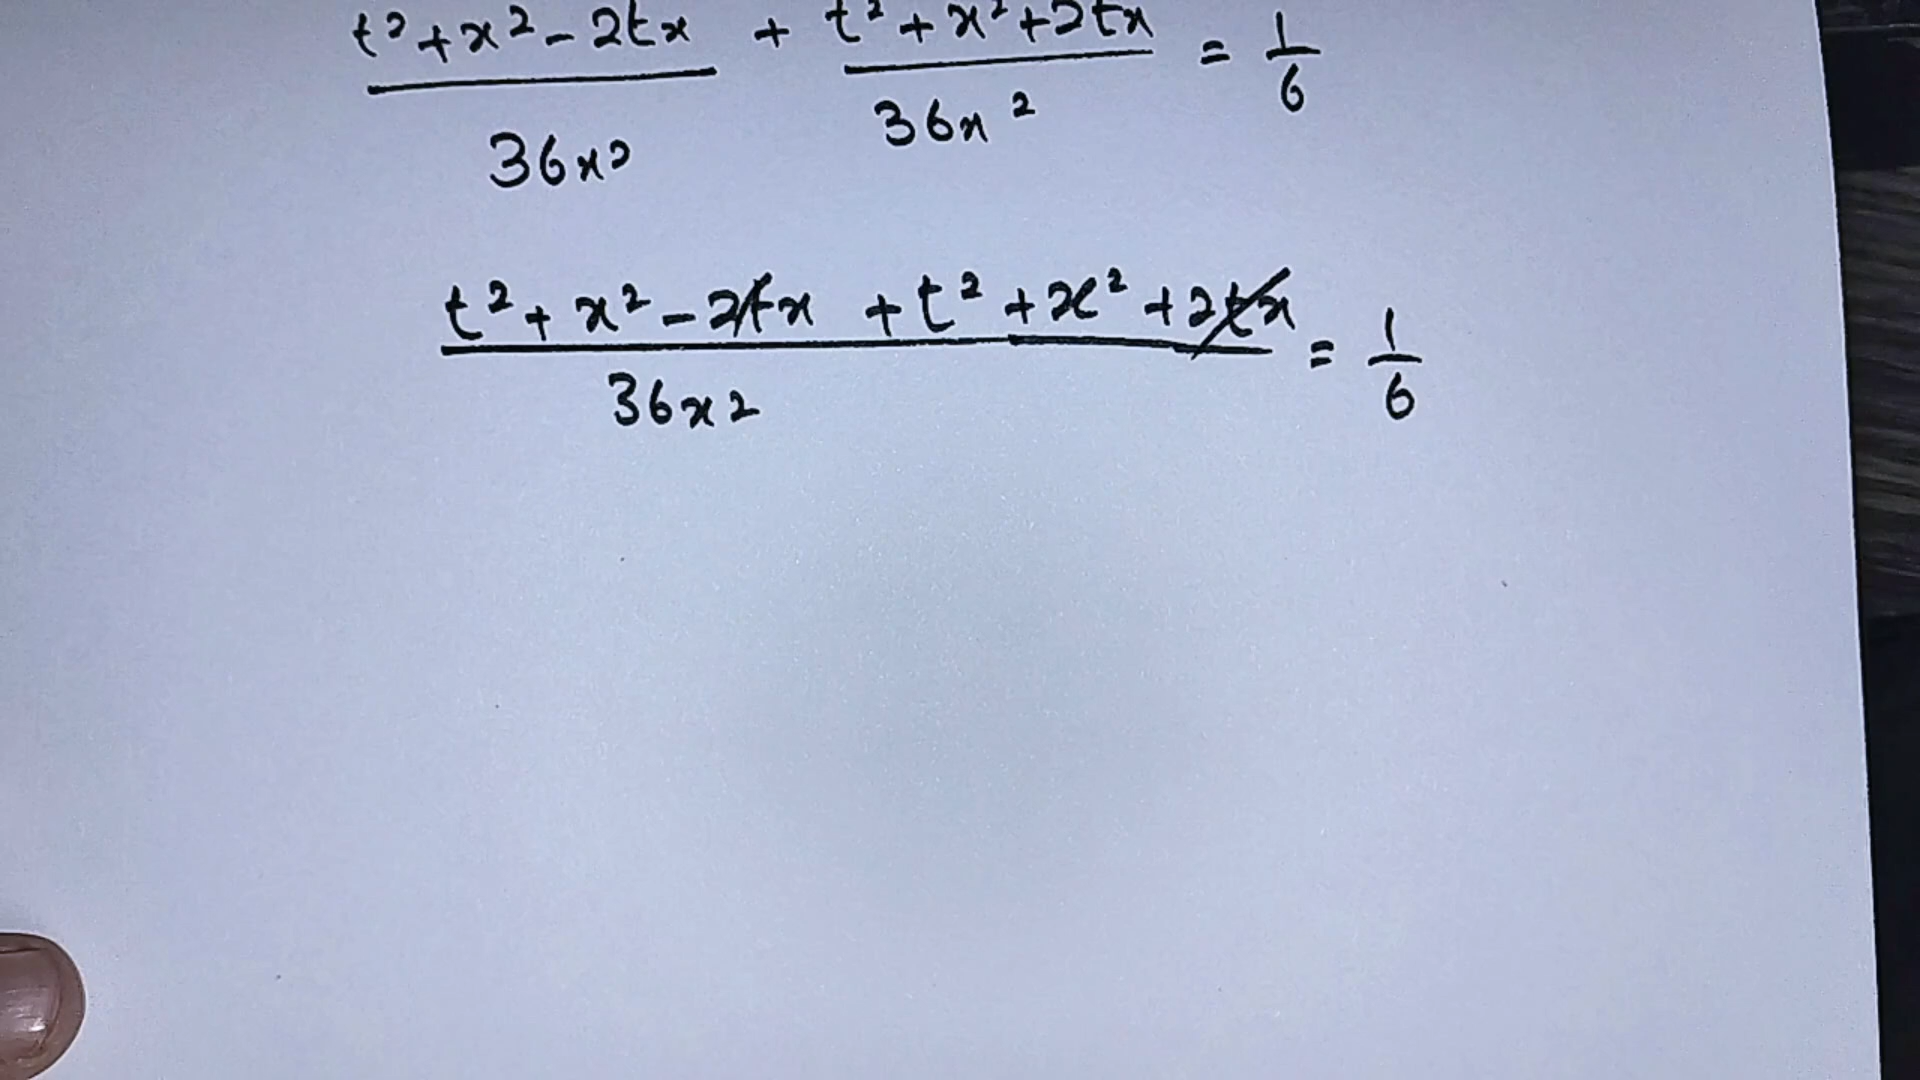 t² + x² - 2tx / 36x² + t² + x² + 2tx / 36x² = 1/6
t² + x² - 2tx + t² + x² + 2tx / 36x² = 1/6